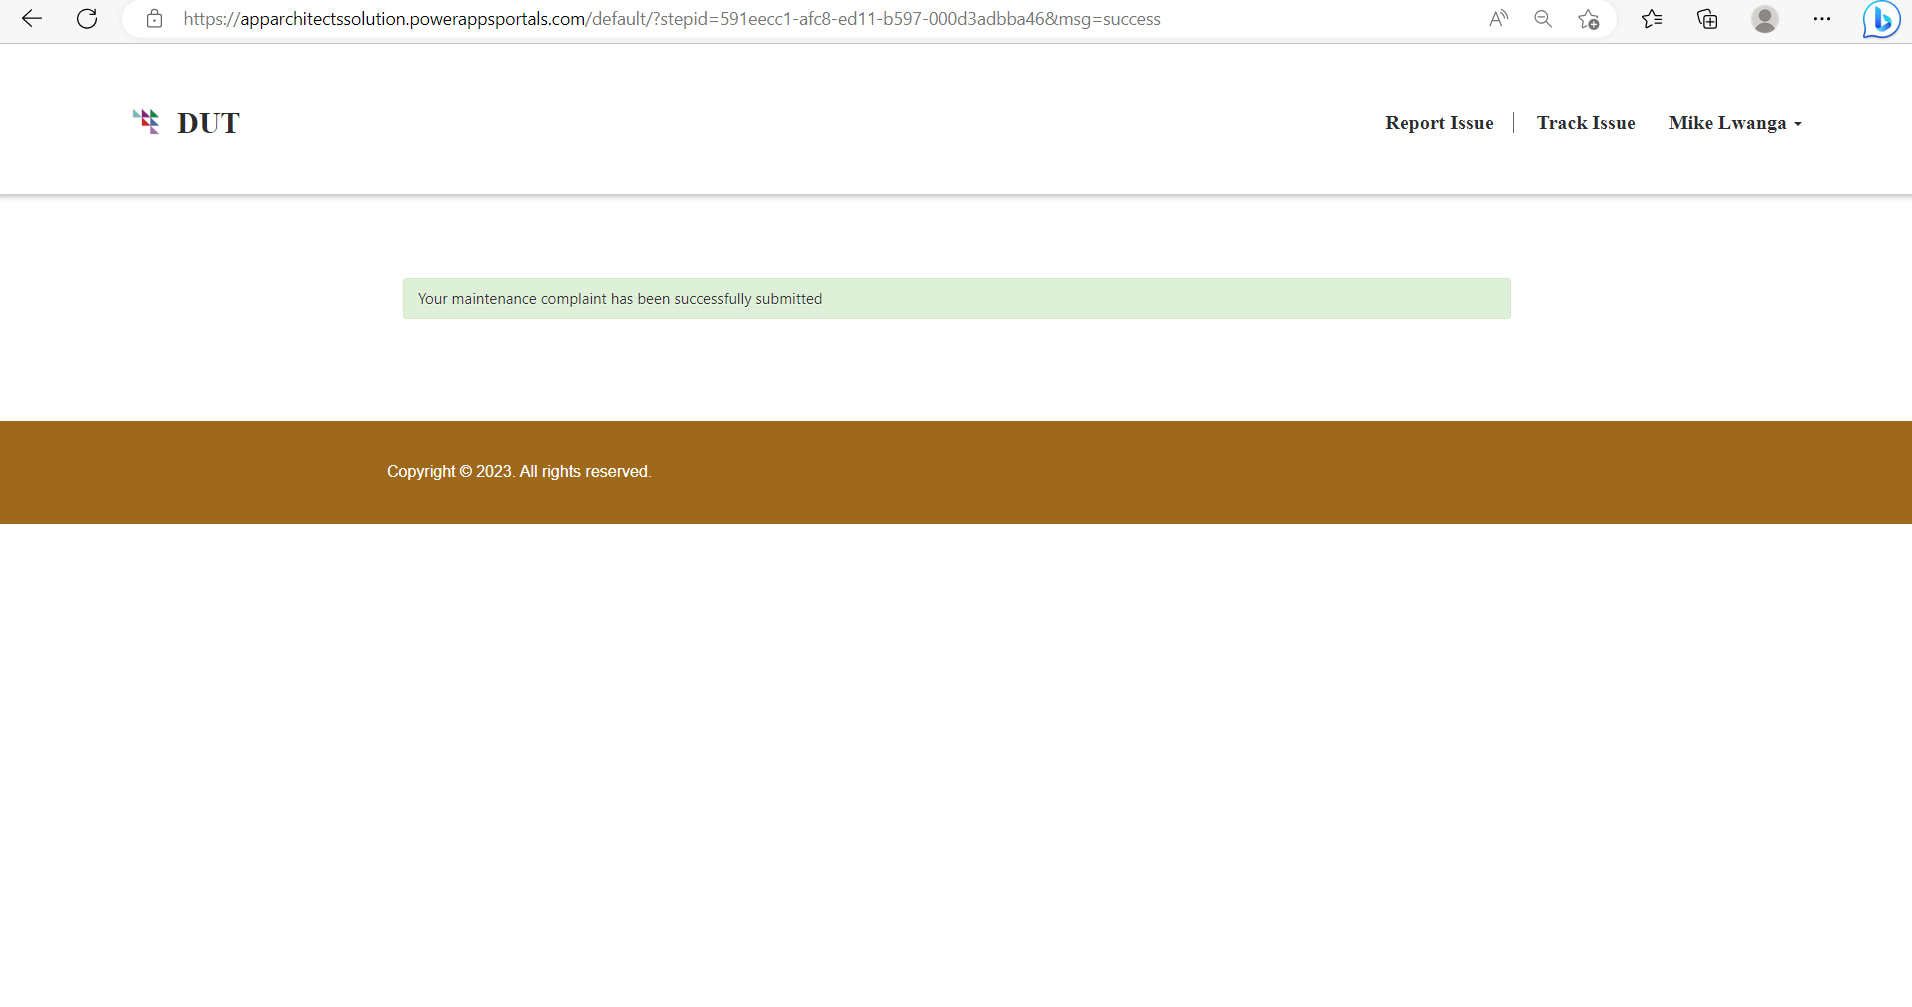 https://apparchitectssolution.powerappsportals.com/default/?stepid=591eecc1-afc8-ed11-b597-000d3adbba46&msg=success
DUT
Report Issue
Track Issue
Mike Lwanga
Your maintenance complaint has been successfully submitted
Copyright © 2023. All rights reserved.